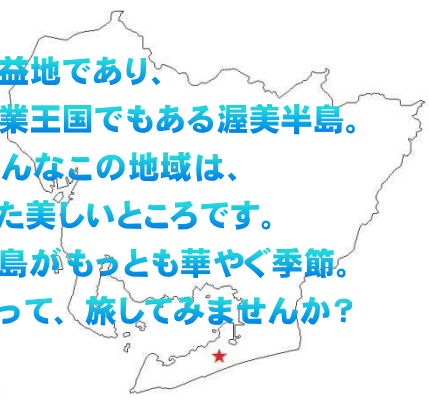 益地であり、
業王国でもある渥美半島。
んなこの地域は、
た美しいところです。
島がもっとも華やぐ季節。
って、旅してみませんか?